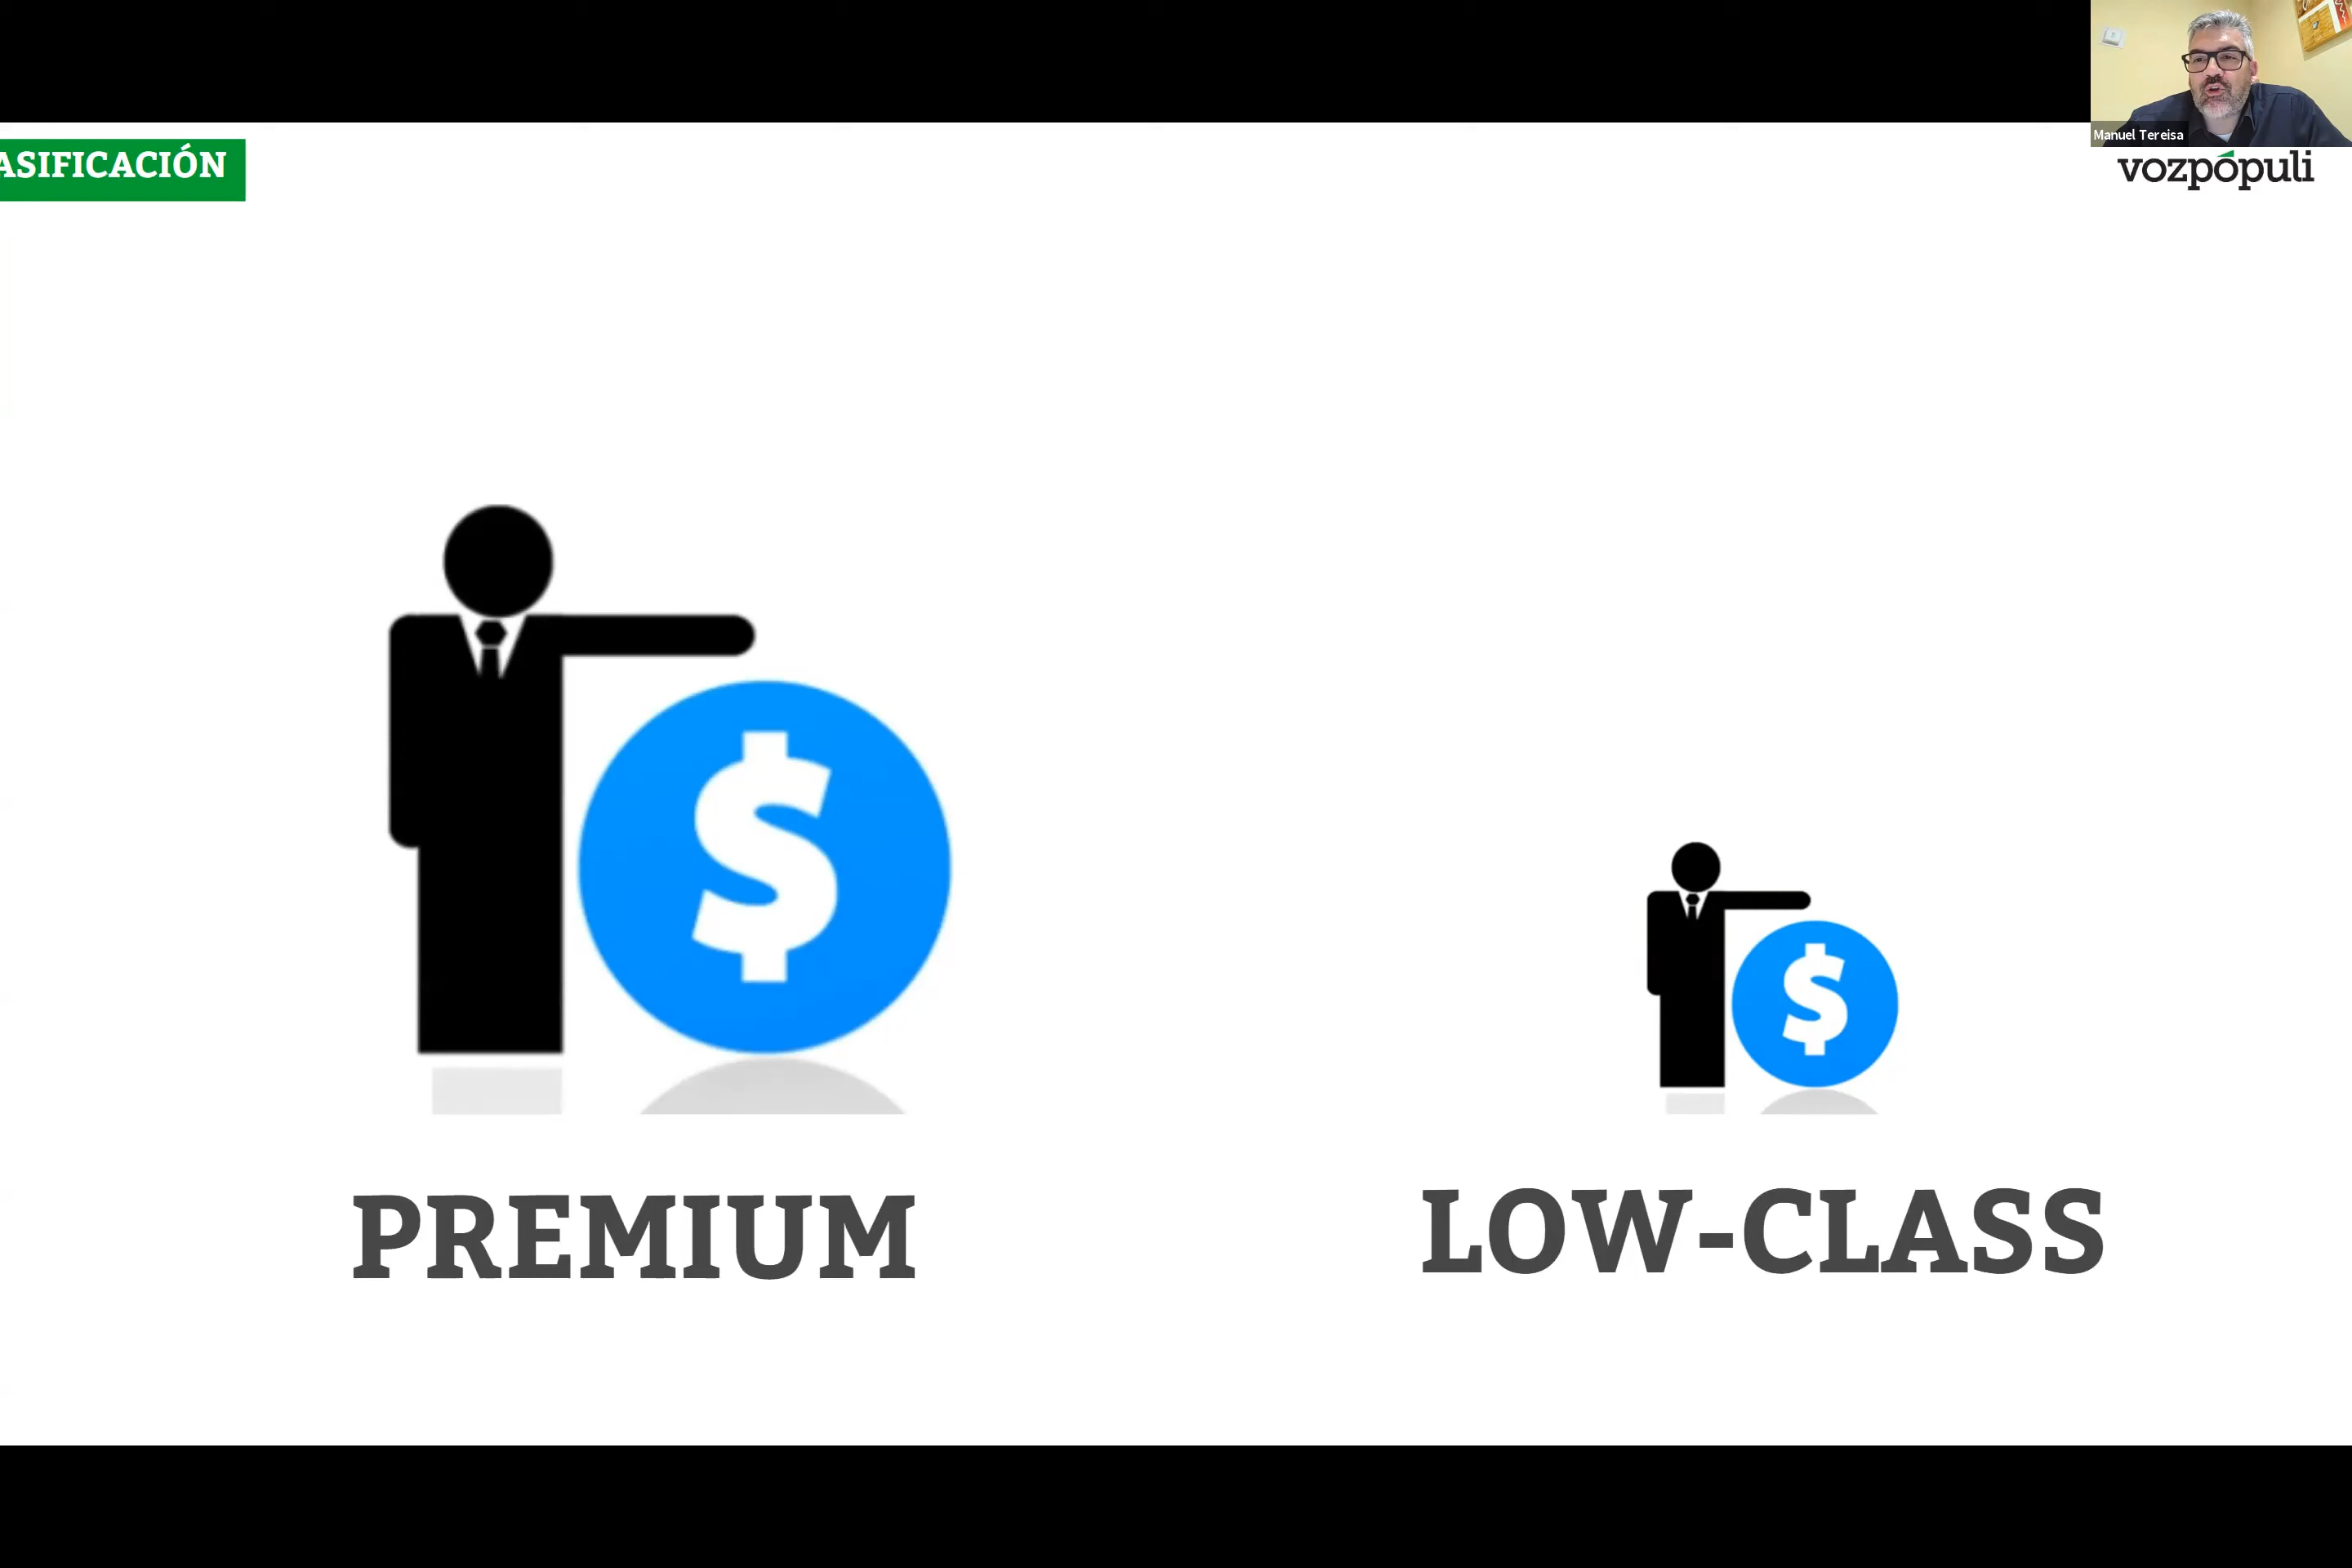 Manuel Tereisa
ASIFICACIÓN
vozpópuli
$
$
PREMIUM
LOW-CLASS